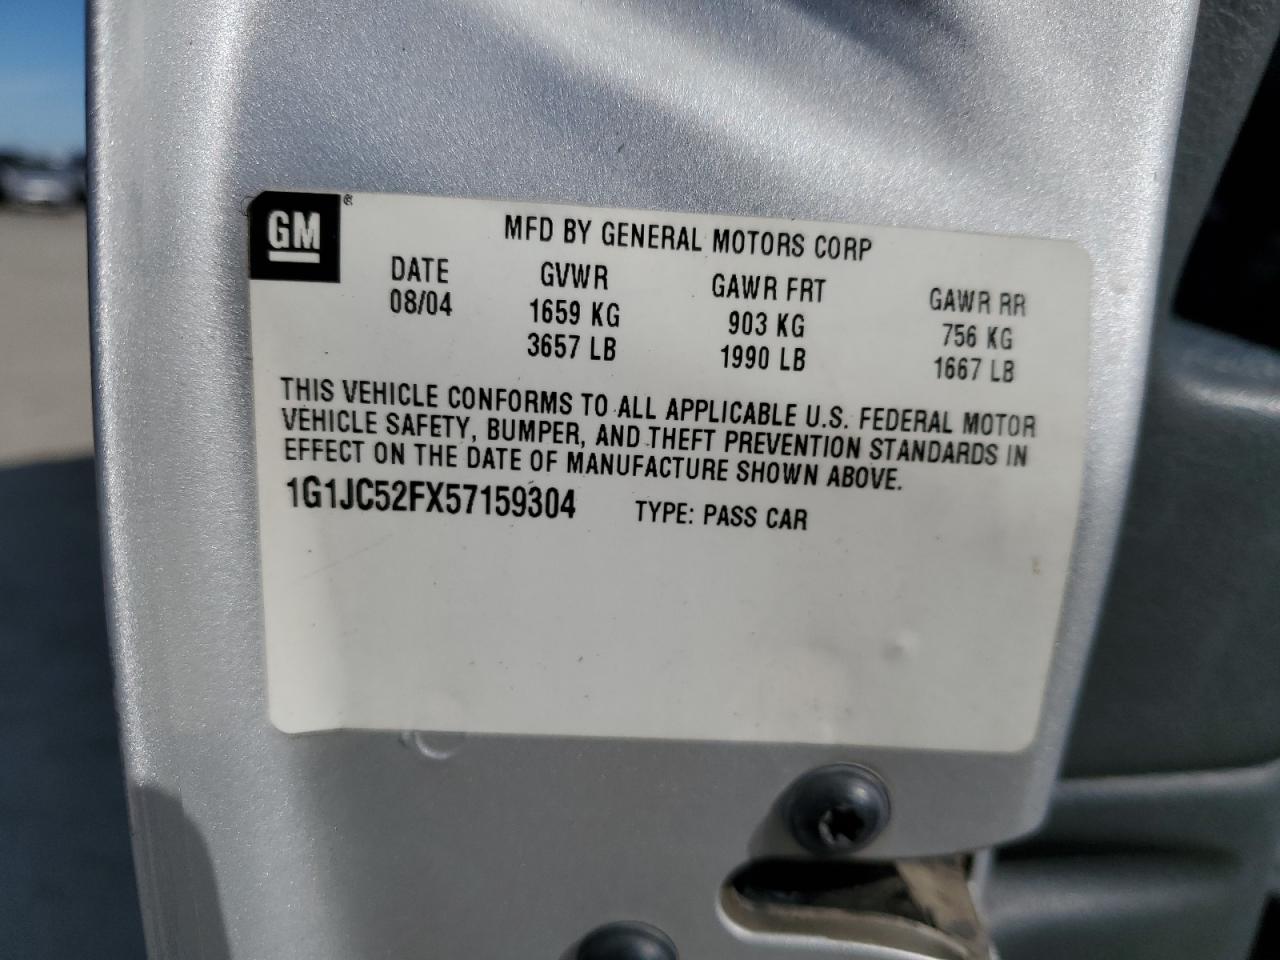 GM®
MFD BY GENERAL MOTORS CORP
DATE GVWR GAWR FRT GAWR RR
08/04 1659 KG 903 KG 756 KG
3657 LB 1990 LB 1667 LB
THIS VEHICLE CONFORMS TO ALL APPLICABLE U.S. FEDERAL MOTOR
VEHICLE SAFETY, BUMPER, AND THEFT PREVENTION STANDARDS IN
EFFECT ON THE DATE OF MANUFACTURE SHOWN ABOVE.
1G1JC52FX57159304 TYPE: PASS CAR